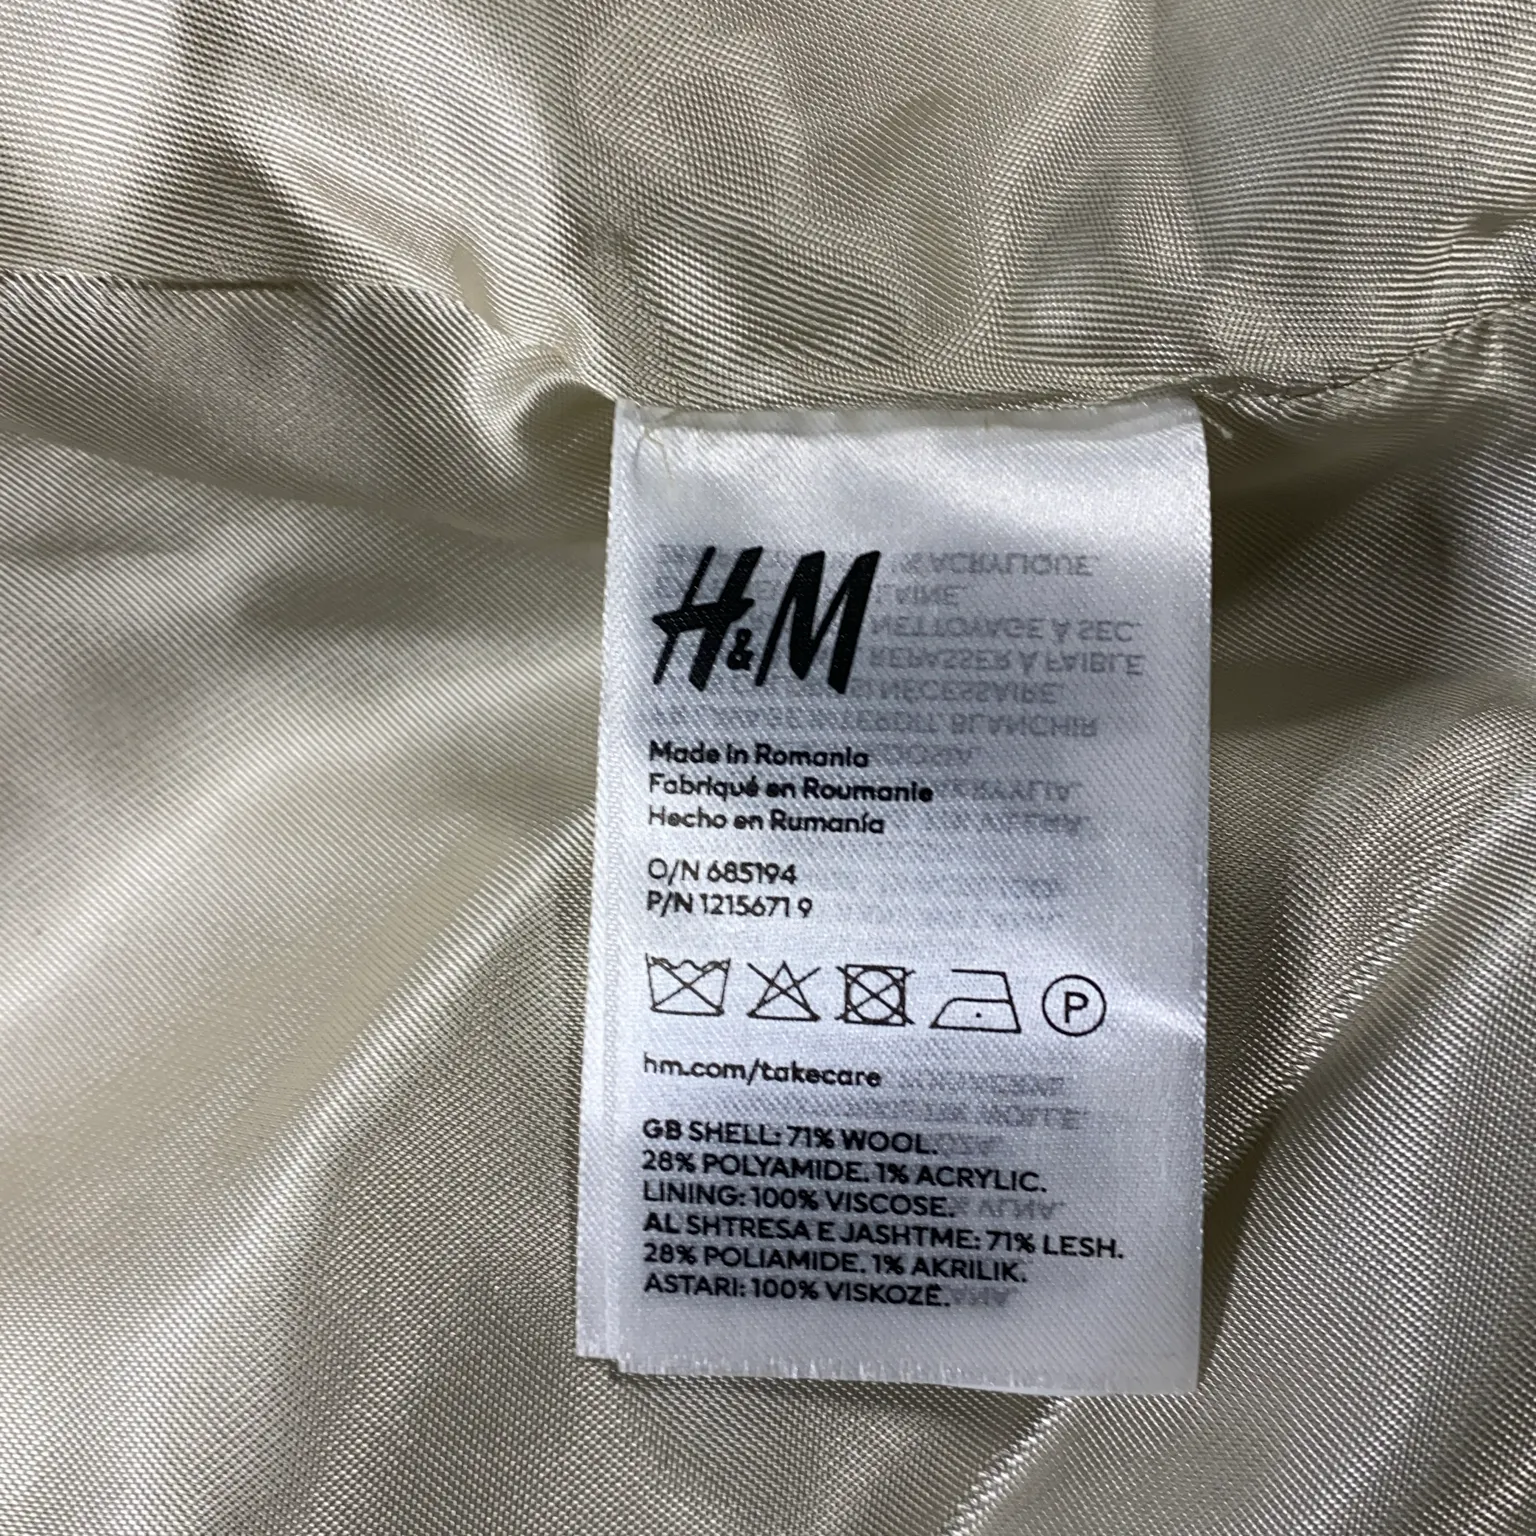 H&M
Made in Romania
Fabriqué en Roumanie
Hecho en Rumanía
O/N 685194
P/N 1215671 9
P
hm.com/takecare
GB SHELL: 71% WOOL.
28% POLYAMIDE. 1% ACRYLIC.
LINING: 100% VISCOSE.
AL SHTRESA E JASHTME: 71% LESH.
28% POLIAMIDE. 1% AKRILIK.
ASTARI: 100% VISKOZË.